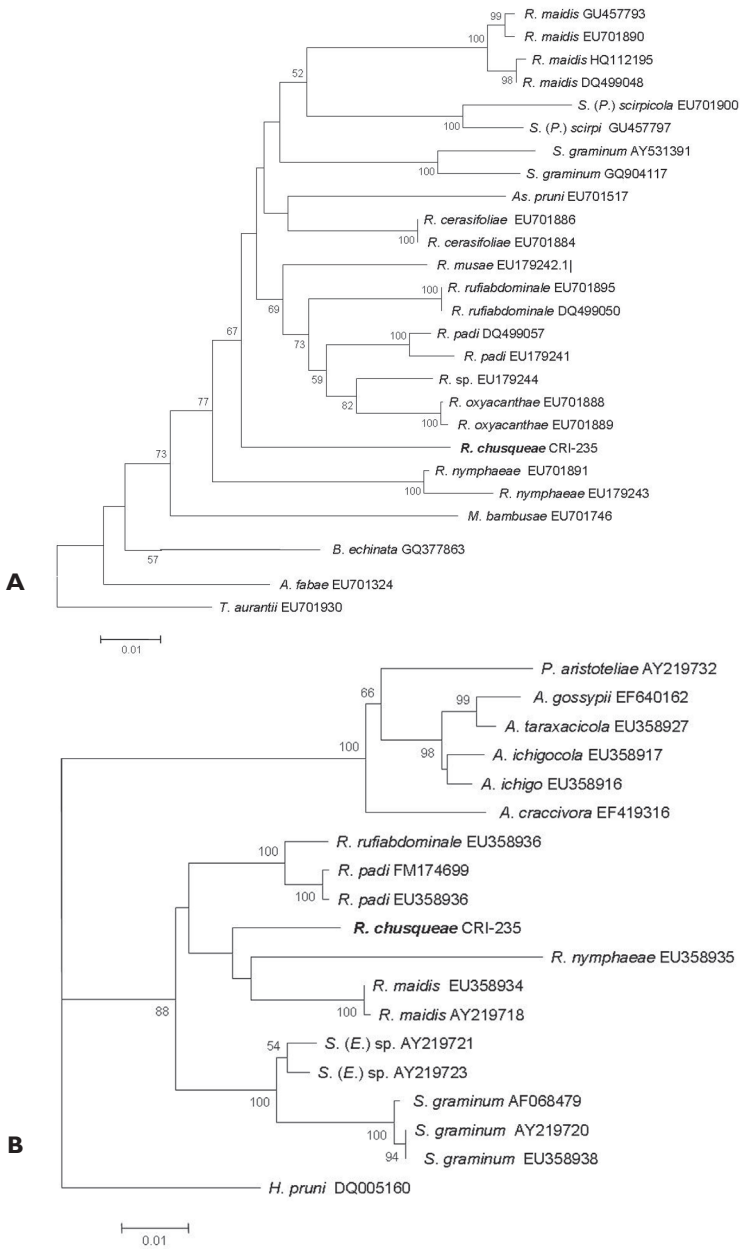 99
R. maidis GU457793
100
R. maidis EU701890
52
R. maidis HQ112195
98
R. maidis DQ499048
S. (P.) scirpicola EU701900
100
S. (P.) scirpi GU457797
S. graminum AY531391
100
S. graminum GQ904117
As. pruni EU701517
R. cerasifoliae EU701886
100
R. cerasifoliae EU701884
R. musae EU179242.1|
69
100
R. rufiabdominale EU701895
R. rufiabdominale DQ499050
67
73
100
R. padi DQ499057
R. padi EU179241
59
R. sp. EU179244
77
82
R. oxyacanthae EU701888
100
R. oxyacanthae EU701889
R. chusqueae CRI-235
73
R. nymphaeae EU701891
100
R. nymphaeae EU179243
M. bambusae EU701746
57
B. echinata GQ377863
A
A. fabae EU701324
T. aurantii EU701930
0.01
P. aristoteliae AY219732
66
99
A. gossypii EF640162
A. taraxacicola EU358927
100
98
A. ichigocola EU358917
A. ichigo EU358916
A. craccivora EF419316
100
R. rufiabdominale EU358936
R. padi FM174699
100
R. padi EU358936
R. chusqueae CRI-235
R. nymphaeae EU358935
R. maidis EU358934
88
100
R. maidis AY219718
54
S. (E.) sp. AY219721
S. (E.) sp. AY219723
100
S. graminum AF068479
100
S. graminum AY219720
B
94
S. graminum EU358938
H. pruni DQ005160
0.01